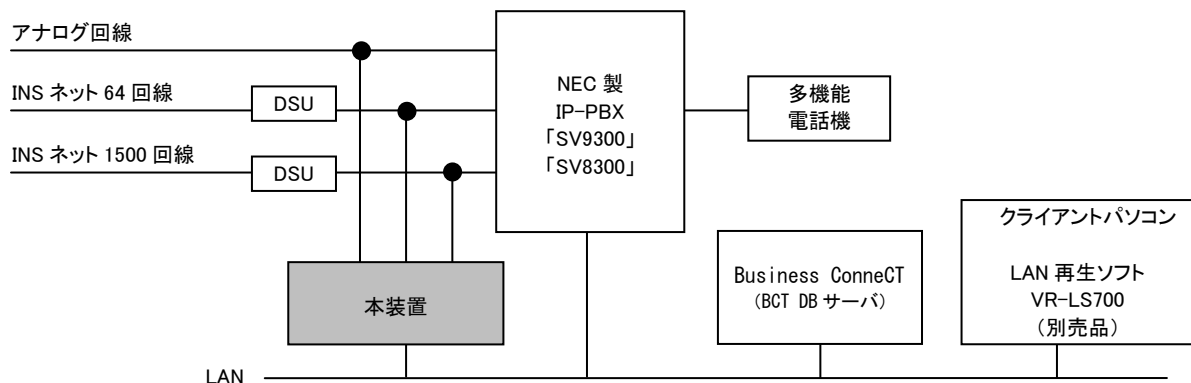 アナログ回線
INS ネット 64 回線
DSU
INS ネット 1500 回線
DSU
NEC 製
IP-PBX
「SV9300」
「SV8300」
多機能
電話機
本装置
Business ConneCT
(BCT DB サーバ)
クライアントパソコン
LAN 再生ソフト
VR-LS700
(別売品)
LAN